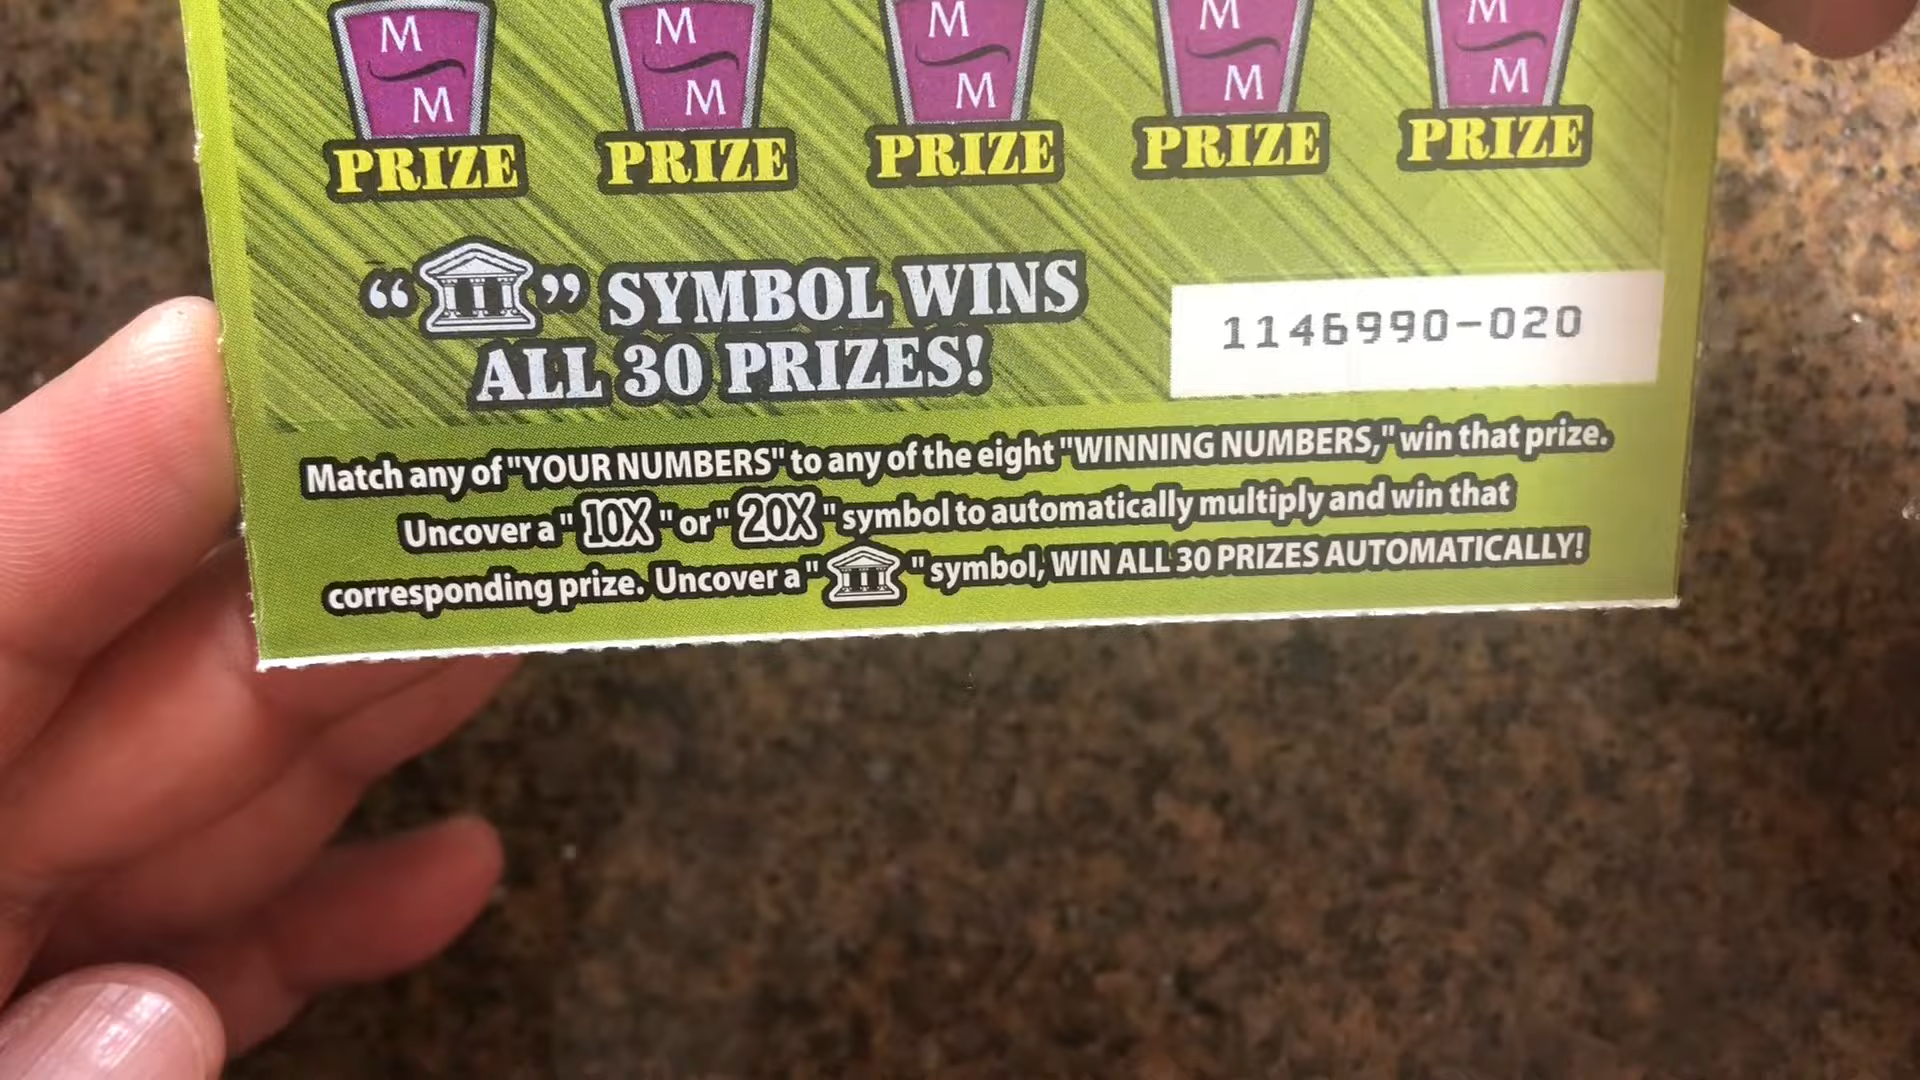 M M M M M
M M M M M
PRIZE PRIZE PRIZE PRIZE PRIZE
“ ” SYMBOL WINS
ALL 30 PRIZES!
1146990-020
Match any of "YOUR NUMBERS" to any of the eight "WINNING NUMBERS," win that prize.
Uncover a " 10X " or " 20X " symbol to automatically multiply and win that
corresponding prize. Uncover a " " symbol, WIN ALL 30 PRIZES AUTOMATICALLY!